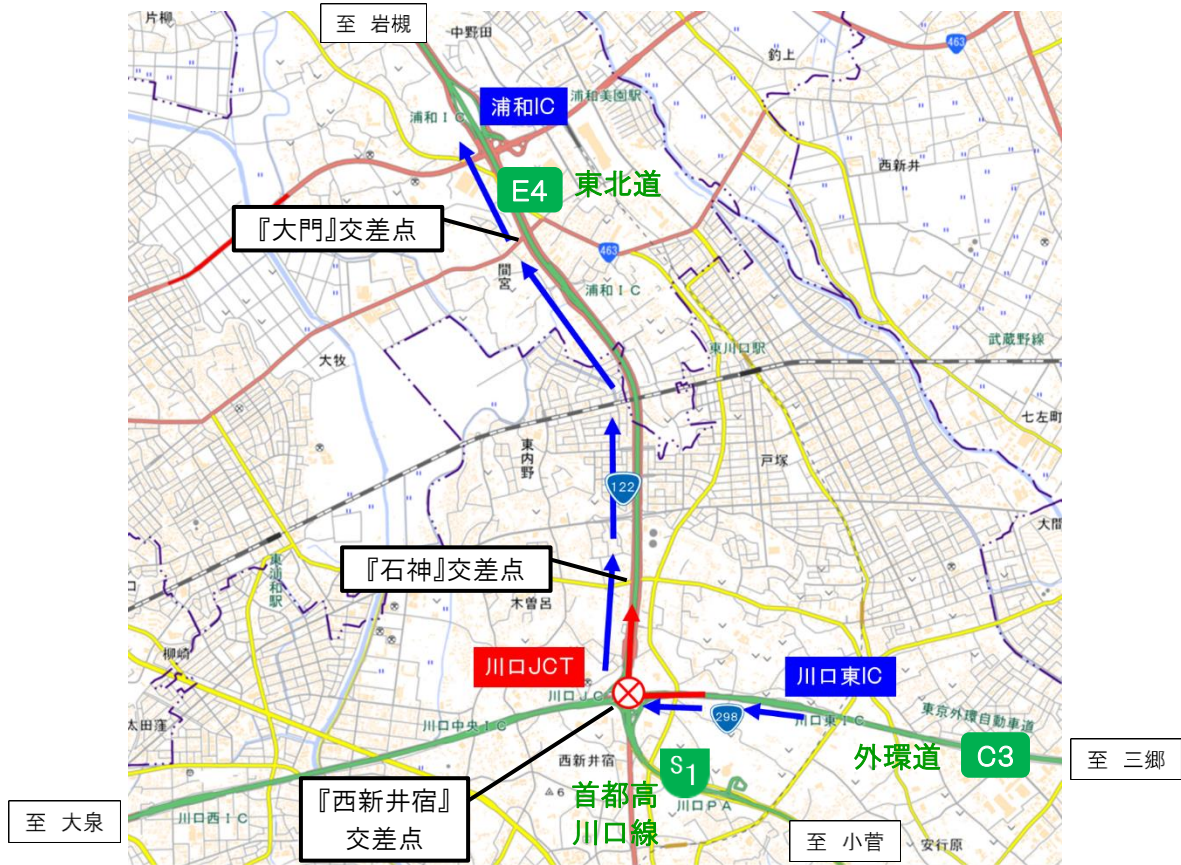 至 岩槻
片柳
中野田
463
釣上
浦和美園駅
浦和IC
浦和IC
西新井
E4
東北道
『大門』交差点
463
間宮
浦和IC
東川口駅
武蔵野線
大牧
七左町
東内野
戸塚
122
大間
『石神』交差点
東浦和駅
木曽呂
柳崎
川口JCT
川口東IC
川口JC
298
川口東IC
東京外環自動車道
太田窪
川口中央IC
外環道
C3
至 三郷
西新井宿
S1
『西新井宿』
交差点
6
首都高
川口線
川口PA
至 大泉
川口西IC
至 小菅
安行原